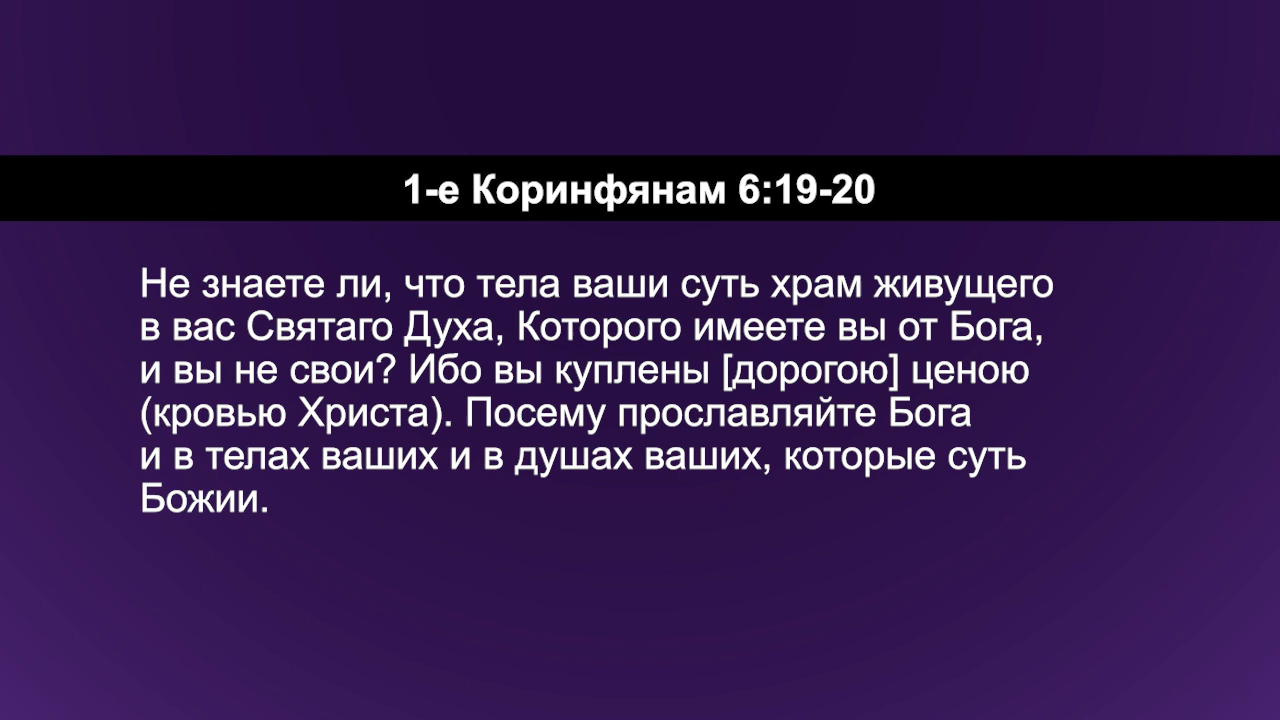 1-е Коринфянам 6:19-20
Не знаете ли, что тела ваши суть храм живущего
в вас Святаго Духа, Которого имеете вы от Бога,
и вы не свои? Ибо вы куплены [дорогою] ценою
(кровью Христа). Посему прославляйте Бога
и в телах ваших и в душах ваших, которые суть
Божии.